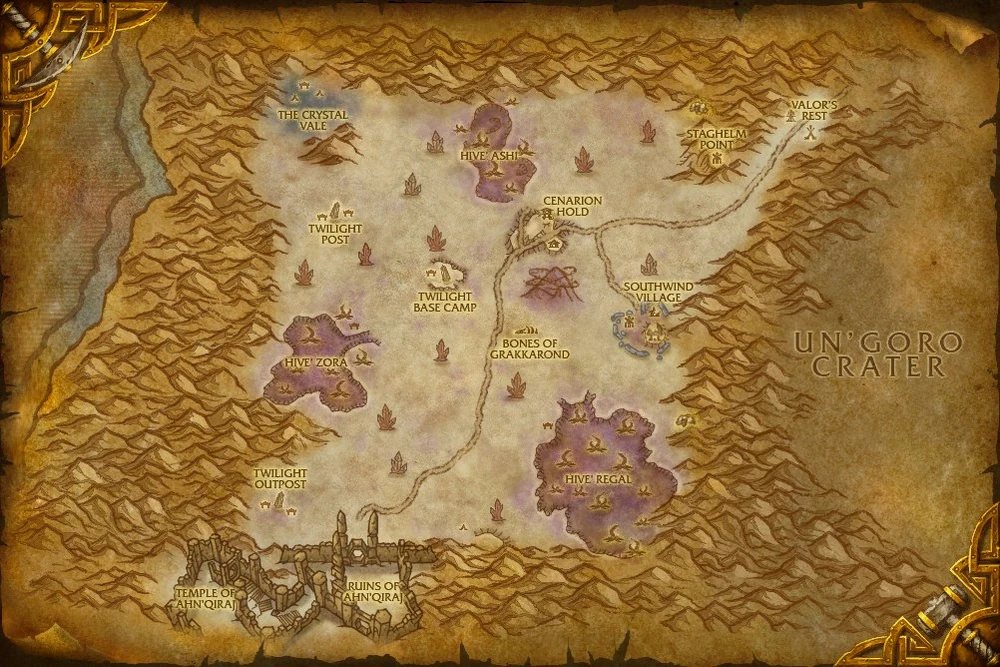 THE CRYSTAL
VALE
HIVE' ASHI
VALOR'S
REST
STAGHELM
POINT
CENARION
HOLD
TWILIGHT
POST
TWILIGHT
BASE CAMP
SOUTHWIND
VILLAGE
BONES OF
GRAKKAROND
UN'GORO
CRATER
HIVE' ZORA
TWILIGHT
OUTPOST
HIVE' REGAL
TEMPLE OF
AHN'QIRAJ
RUINS OF
AHN'QIRAJ